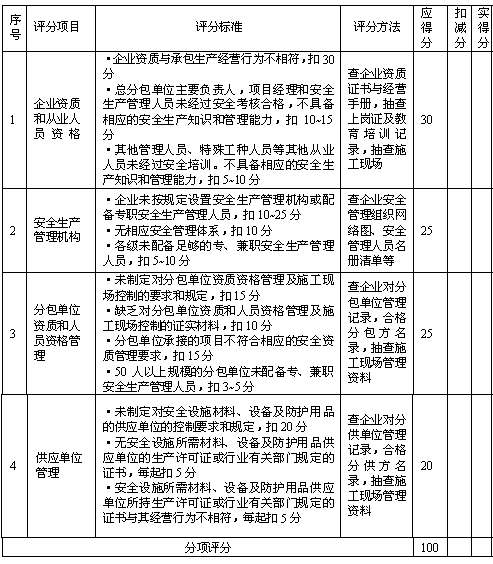 序号 评分项目 评分标准 评分方法 应得分 扣减分 实得分
1
企业资质和从业人员 资格
·企业资质与承包生产经营行为不相符，扣30
分
·总分包单位主要负责人，项目经理和安全
生产管理人员未经过安全考核合格，不具备
相应的安全生产知识和管理能力，扣 10~15
分
·其他管理人员、特殊工种人员等其他从业
人员未经过安全培训。不具备相应的安全生
产知识和管理能力，扣 5~10 分
查企业资质
证书与经营
手册，抽查
上岗证及教
育培训记
录，抽查施
工现场
30
2
安全生产
管理机构
·企业未按规定设置安全生产管理机构或配
备专职安全生产管理人员，扣 10~25 分
·无相应安全管理体系，扣 10 分
·各级未配备足够的专、兼职安全生产管理
人员，扣 5~10 分
查企业安全
管理组织网
络图、安全
管理人员名
册清单等
25
3
分包单位
资质和人
员资格管
理
·未制定对分包单位资质资格管理及施工现
场控制的要求和规定，扣 15 分
·缺乏对分包单位资质和人员资格管理及施
工现场控制的证实材料，扣 10 分
·分包单位承接的项目不符合相应的安全资
质管理要求，扣 15 分
·50 人以上规模的分包单位未配备专、兼职
安全生产管理人员，扣 3~5 分
查企业对分
包单位管理
记录，合格
分包方名
录，抽查施
工现场管理
资料
25
4
供应单位
管理
·未制定对安全设施材料、设备及防护用品
的供应单位的控制要求和规定，扣 20 分
·无安全设施所需材料、设备及防护用品供
应单位的生产许可证或行业有关部门规定的
证书，每起扣 5 分
·安全设施所需材料、设备及防护用品供应
单位所持生产许可证或行业有关部门规定的
证书与其经营行为不相符，每起扣 5 分
查企业对分
供单位管理
记录，合格
分供方名
录，抽查施
工现场管理
资料
20
分项评分 100